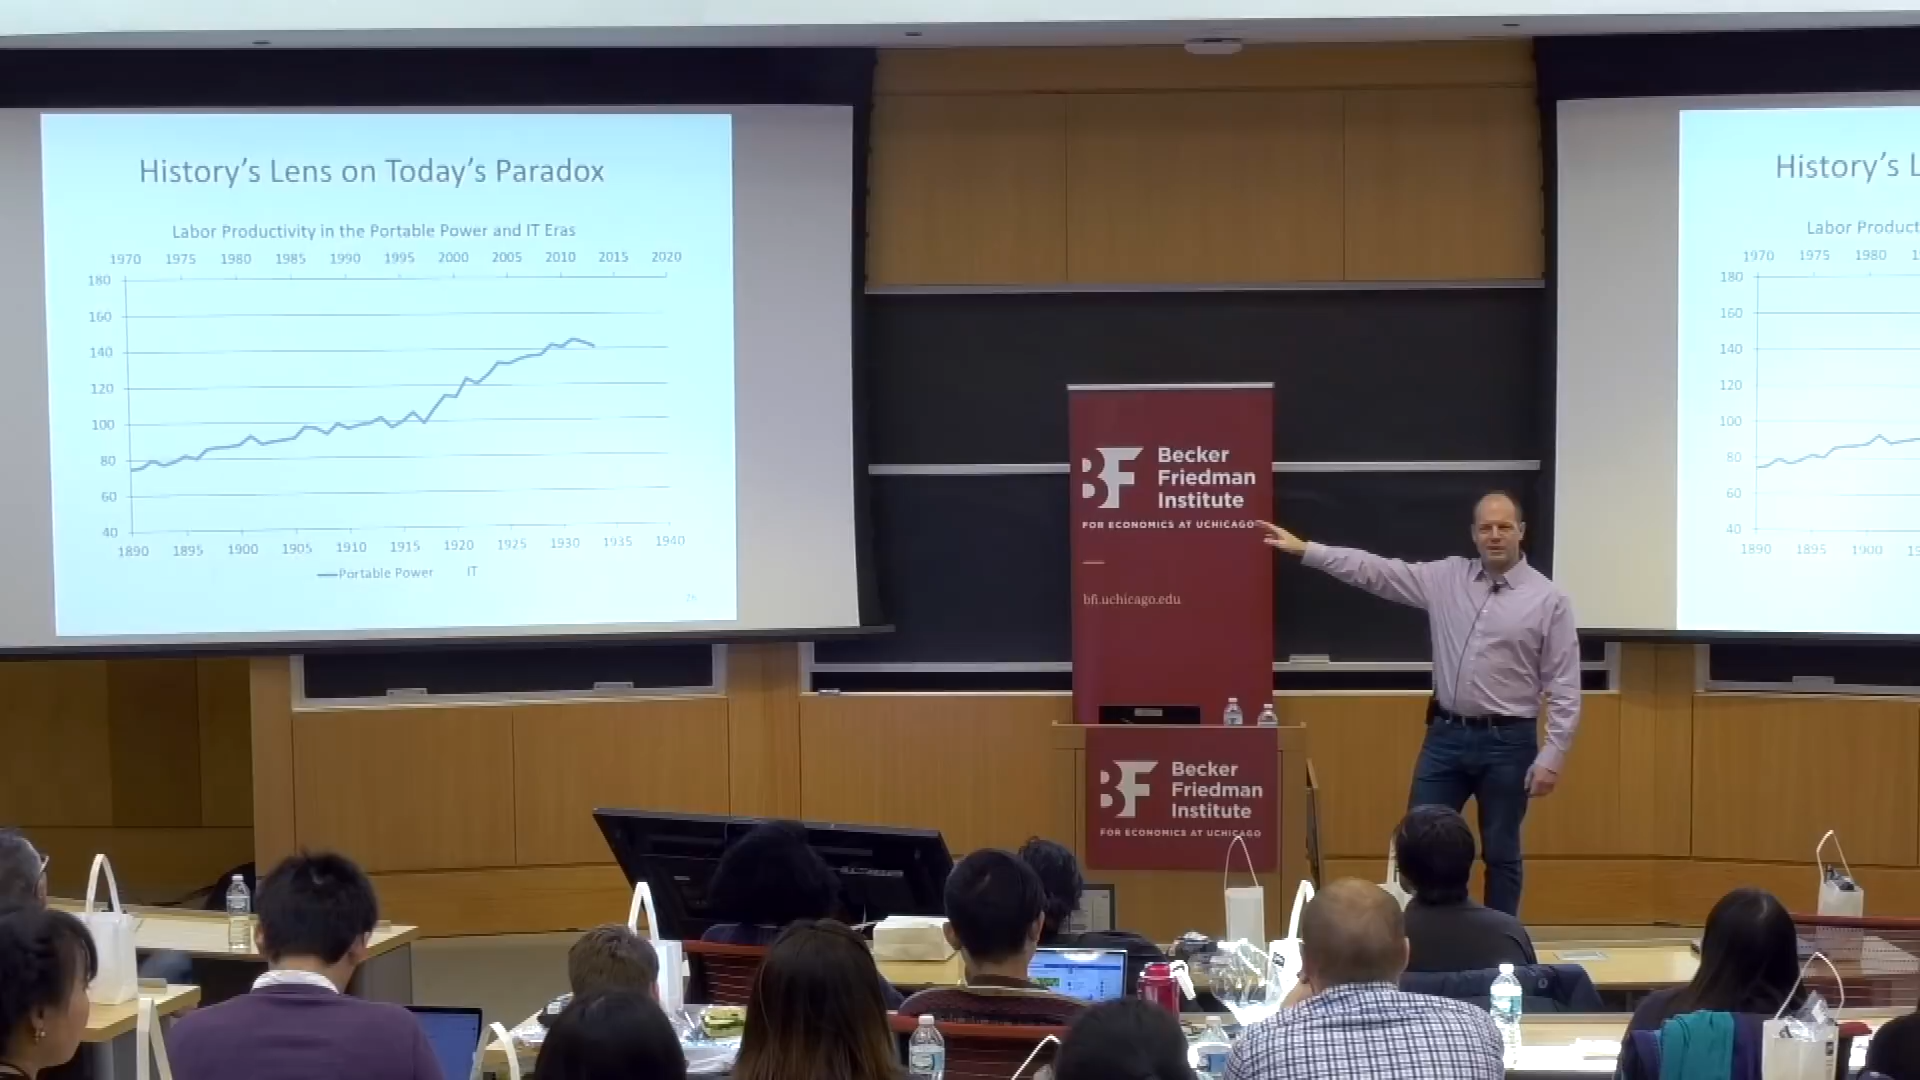 History's Lens on Today's Paradox
Labor Productivity in the Portable Power and IT Eras
1970 1975 1980 1985 1990 1995 2000 2005 2010 2015 2020
180
160
140
120
100
80
60
40
1890 1895 1900 1905 1910 1915 1920 1925 1930 1935 1940
Portable Power IT
26
BF
Becker
Friedman
Institute
FOR ECONOMICS AT UCHICAGO
bfi.uchicago.edu
BF
Becker
Friedman
Institute
FOR ECONOMICS AT UCHICAGO
History's L
Labor Product
1970 1975 1980
180
160
140
120
100
80
60
40
1890 1895 1900